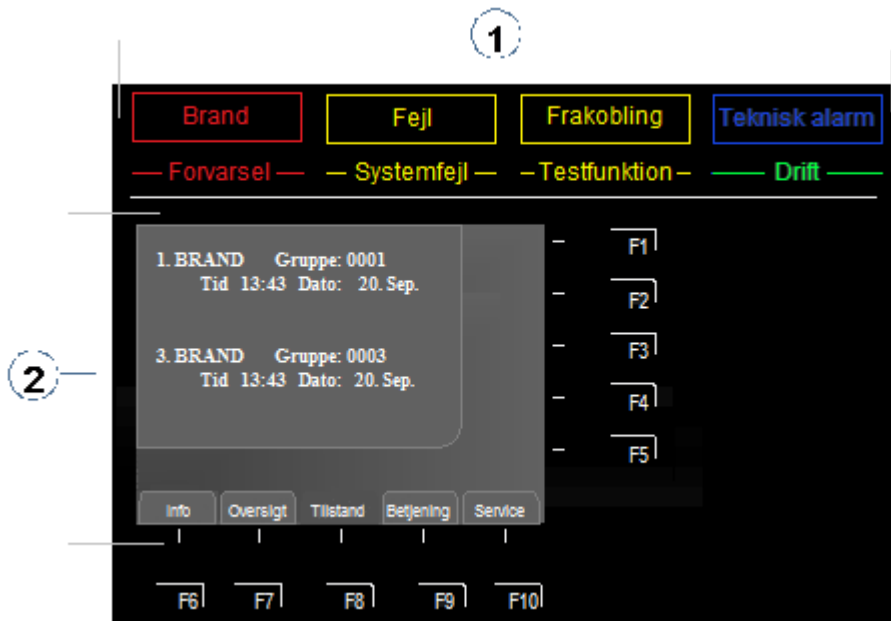 1
Brand Fejl Frakobling Teknisk alarm
Forvarsel Systemfejl Testfunktion Drift
1. BRAND Gruppe: 0001
Tid 13:43 Dato: 20. Sep.
3. BRAND Gruppe: 0003
Tid 13:43 Dato: 20. Sep.
F1
F2
F3
F4
F5
2
Info Oversigt Tilstand Betjening Service
F6 F7 F8 F9 F10